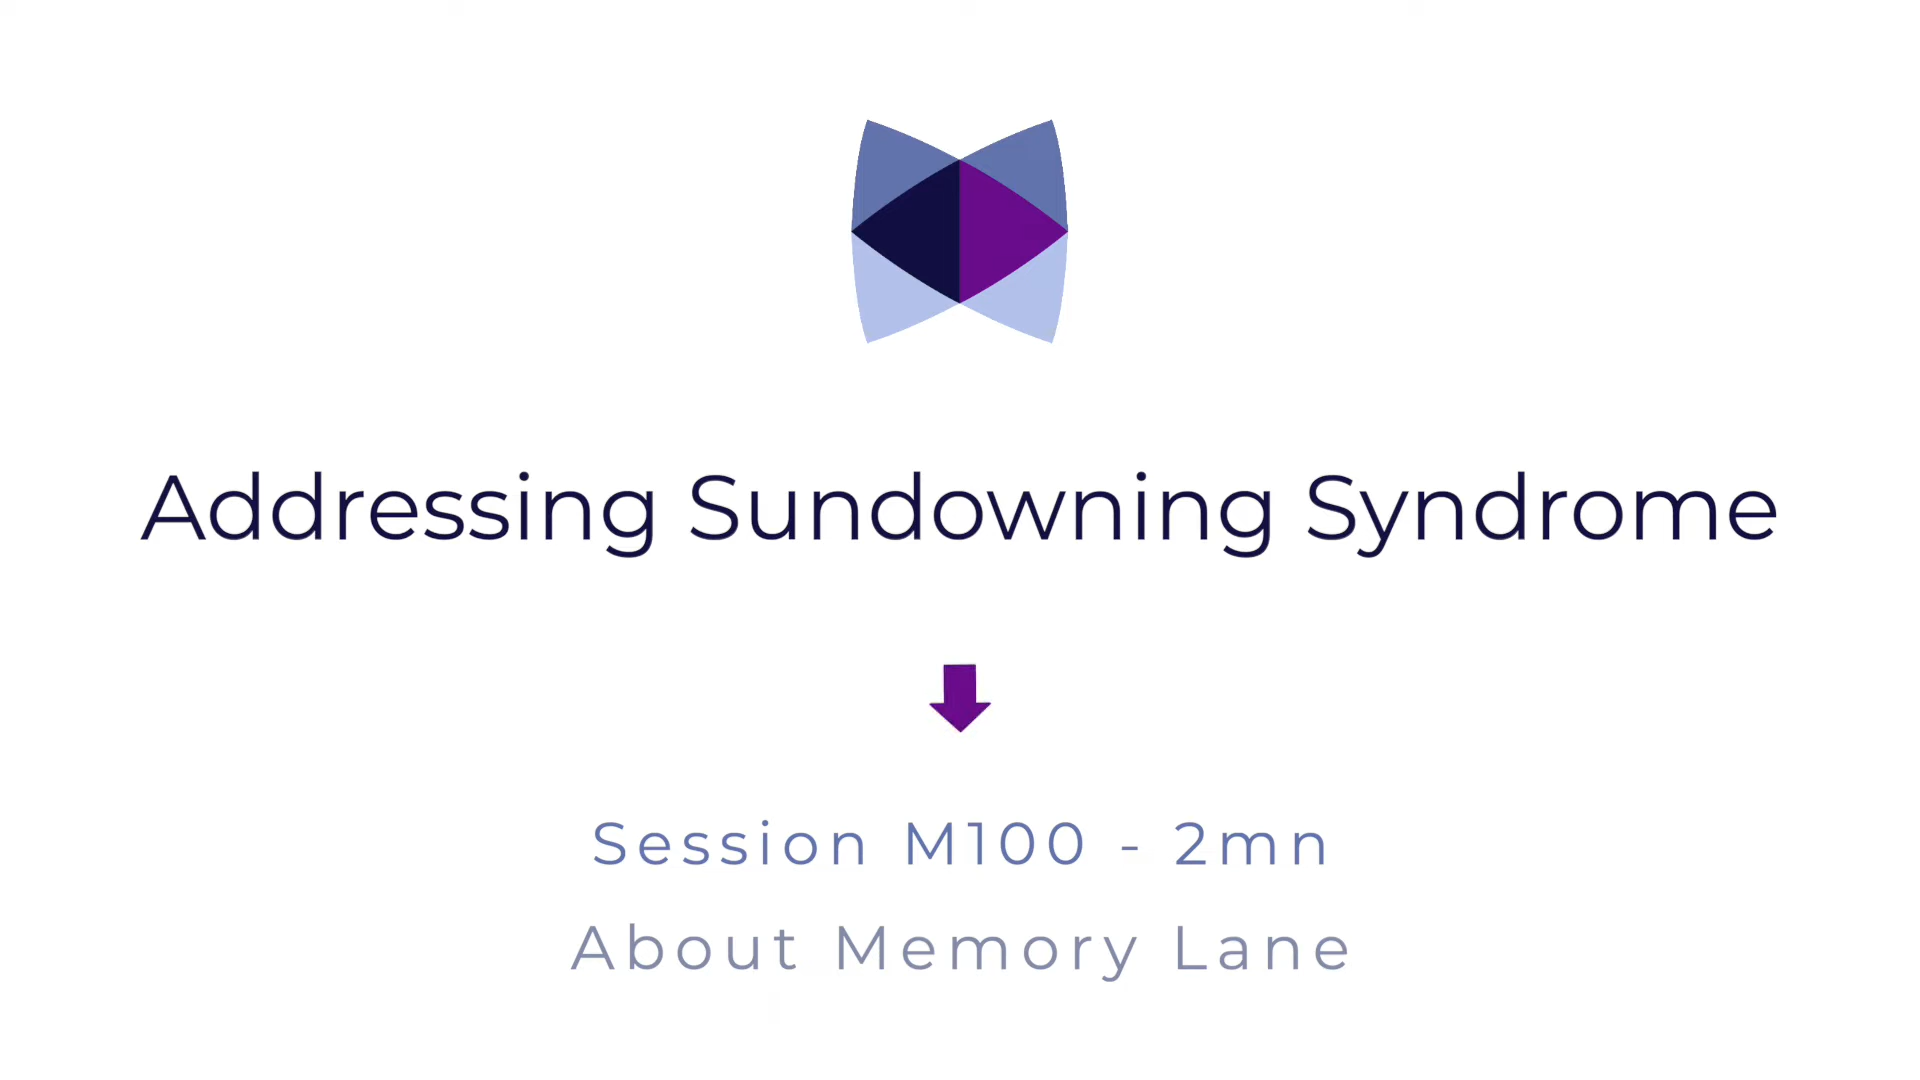 Addressing Sundowning Syndrome
Session M100 - 2mn
About Memory Lane